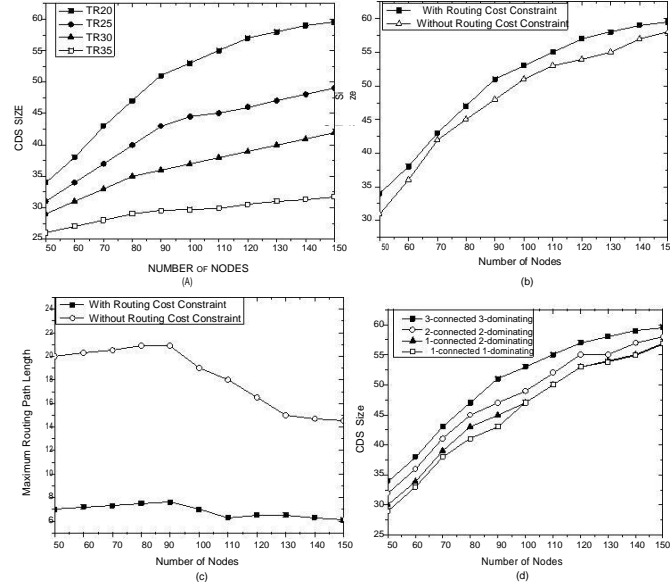 TR20
TR25
TR30
TR35
60
55
50
45
40
35
30
25
CDS SIZE
50 60 70 80 90 100 110 120 130 140 150
NUMBER OF NODES
(A)
With Routing Cost Constraint
Without Routing Cost Constraint
60
55
50
45
40
35
30
25
Si
ze
50 60 70 80 90 100 110 120 130 140 150
Number of Nodes
(b)
With Routing Cost Constraint
Without Routing Cost Constraint
24
22
20
18
16
14
12
10
8
6
Maximum Routing Path Length
50 60 70 80 90 100 110 120 130 140 150
Number of Nodes
(c)
3-connected 3-dominating
2-connected 2-dominating
1-connected 2-dominating
1-connected 1-dominating
60
55
50
45
40
35
30
25
CDS Size
50 60 70 80 90 100 110 120 130 140 150
Number of Nodes
(d)